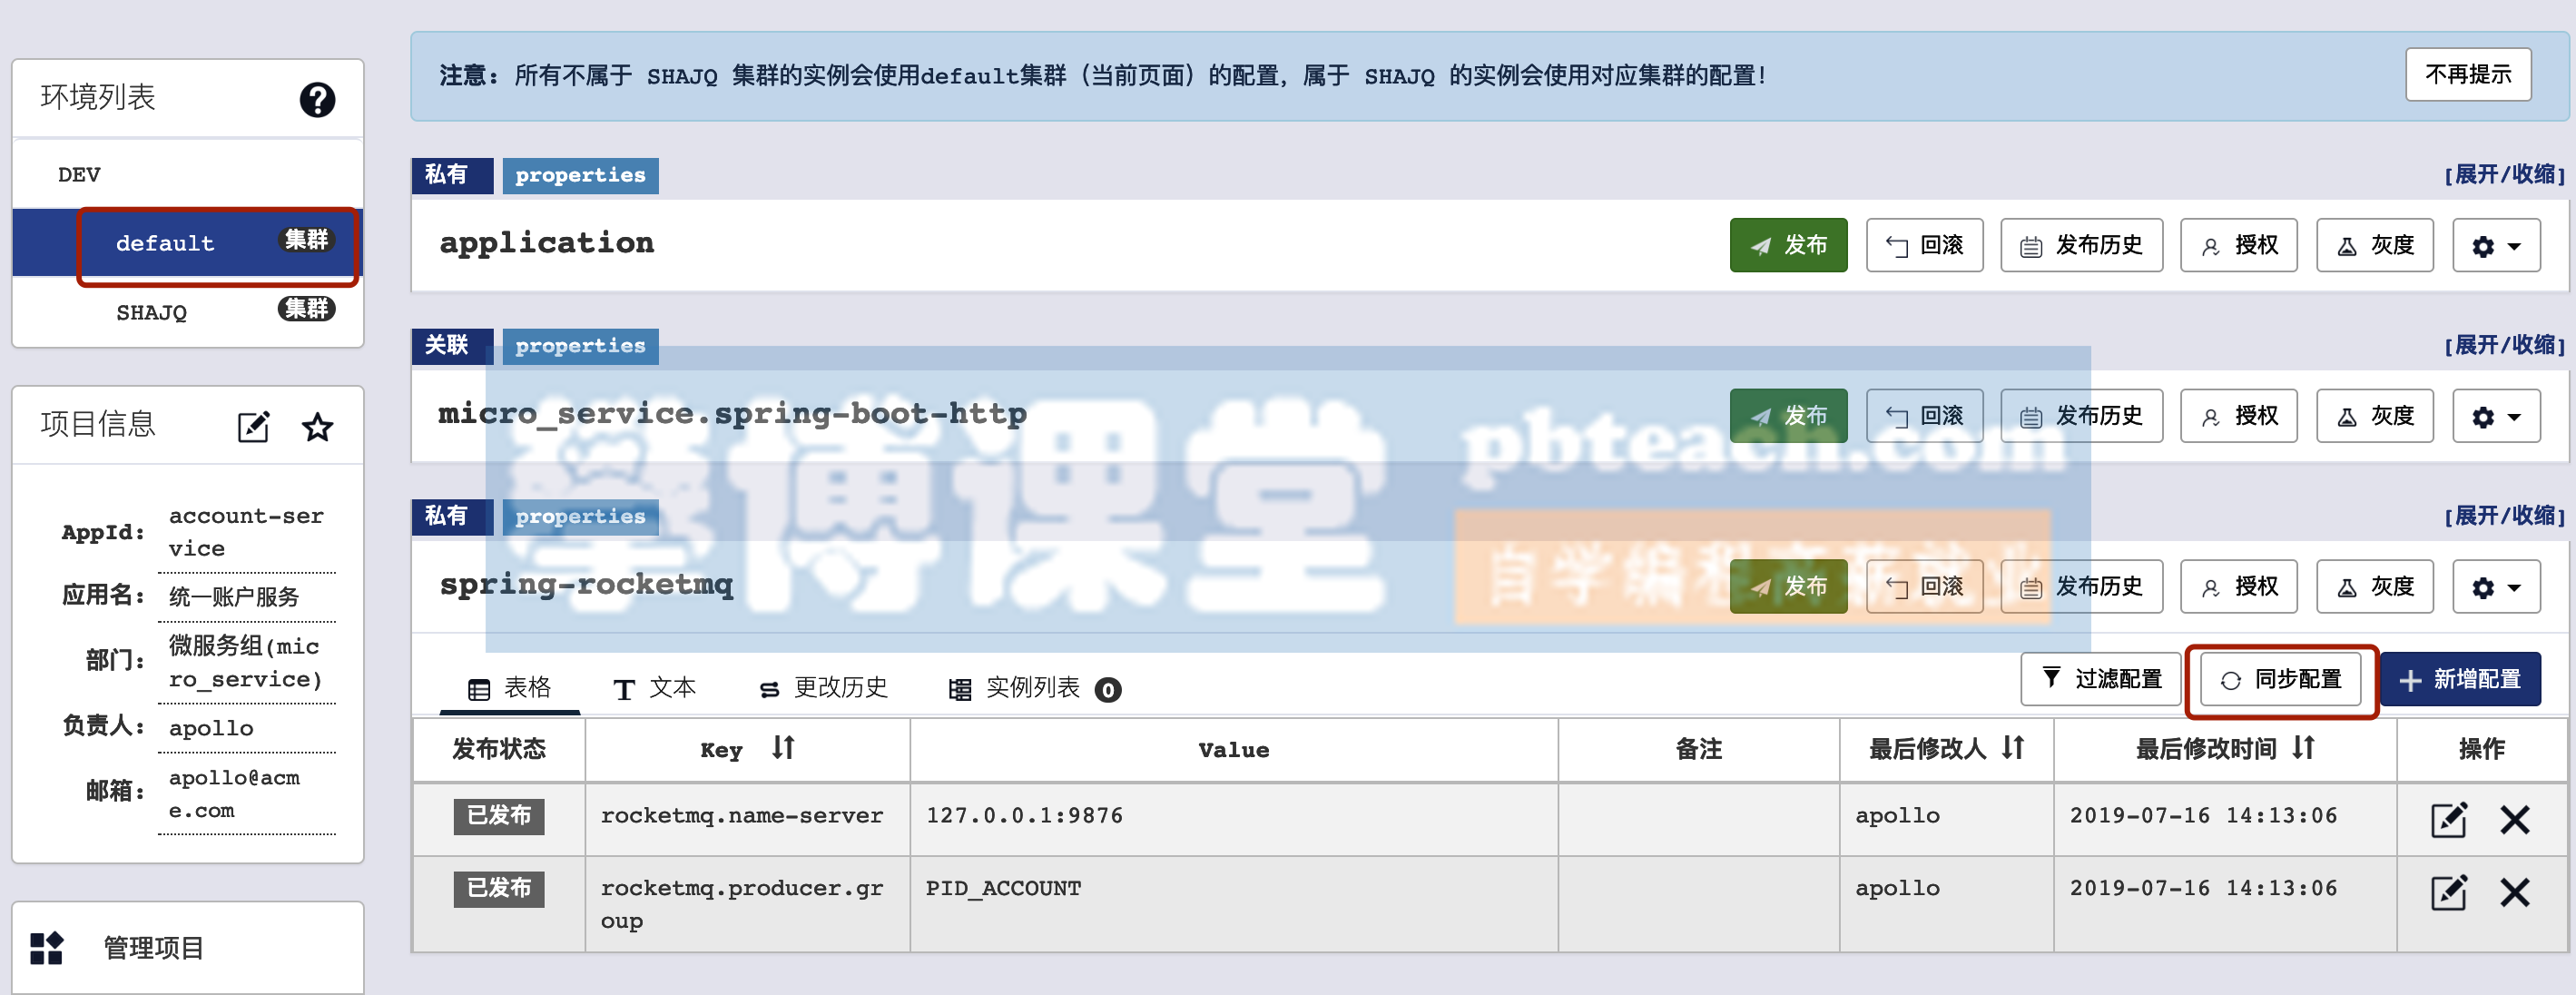 环境列表
DEV
default 集群
SHAJQ 集群
项目信息
AppId: account-ser
vice
应用名: 统一账户服务
部门: 微服务组(mic
ro_service)
负责人: apollo
邮箱: apollo@acm
e.com
管理项目
注意: 所有不属于 SHAJQ 集群的实例会使用default集群（当前页面）的配置, 属于 SHAJQ 的实例会使用对应集群的配置! 不再提示
私有 properties [展开/收缩]
application 发布 回滚 发布历史 授权 灰度
关联 properties [展开/收缩]
micro_service.spring-boot-http 发布 回滚 发布历史 授权 灰度
私有 properties [展开/收缩]
spring-rocketmq 发布 回滚 发布历史 授权 灰度
擎博课堂 pbteach.com
自学编程高薪就业
表格 文本 更改历史 实例列表 0 过滤配置 同步配置 新增配置
发布状态 Key Value 备注 最后修改人 最后修改时间 操作
已发布 rocketmq.name-server 127.0.0.1:9876 apollo 2019-07-16 14:13:06
已发布 rocketmq.producer.gr
oup PID_ACCOUNT apollo 2019-07-16 14:13:06